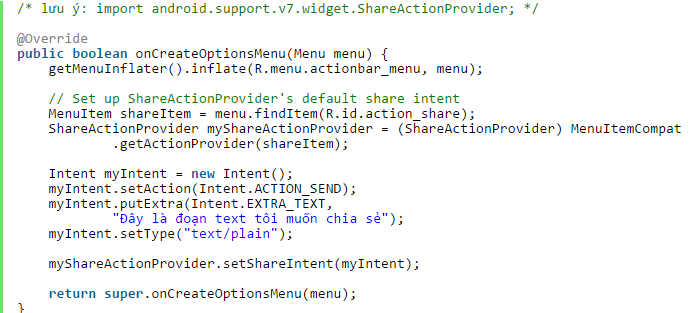 /* lưu ý: import android.support.v7.widget.ShareActionProvider; */
@Override
public boolean onCreateOptionsMenu(Menu menu) {
getMenuInflater().inflate(R.menu.actionbar_menu, menu);
// Set up ShareActionProvider's default share intent
MenuItem shareItem = menu.findItem(R.id.action_share);
ShareActionProvider myShareActionProvider = (ShareActionProvider) MenuItemCompat
.getActionProvider(shareItem);
Intent myIntent = new Intent();
myIntent.setAction(Intent.ACTION_SEND);
myIntent.putExtra(Intent.EXTRA_TEXT,
"Đây là đoạn text tôi muốn chia sẻ");
myIntent.setType("text/plain");
myShareActionProvider.setShareIntent(myIntent);
return super.onCreateOptionsMenu(menu);
}